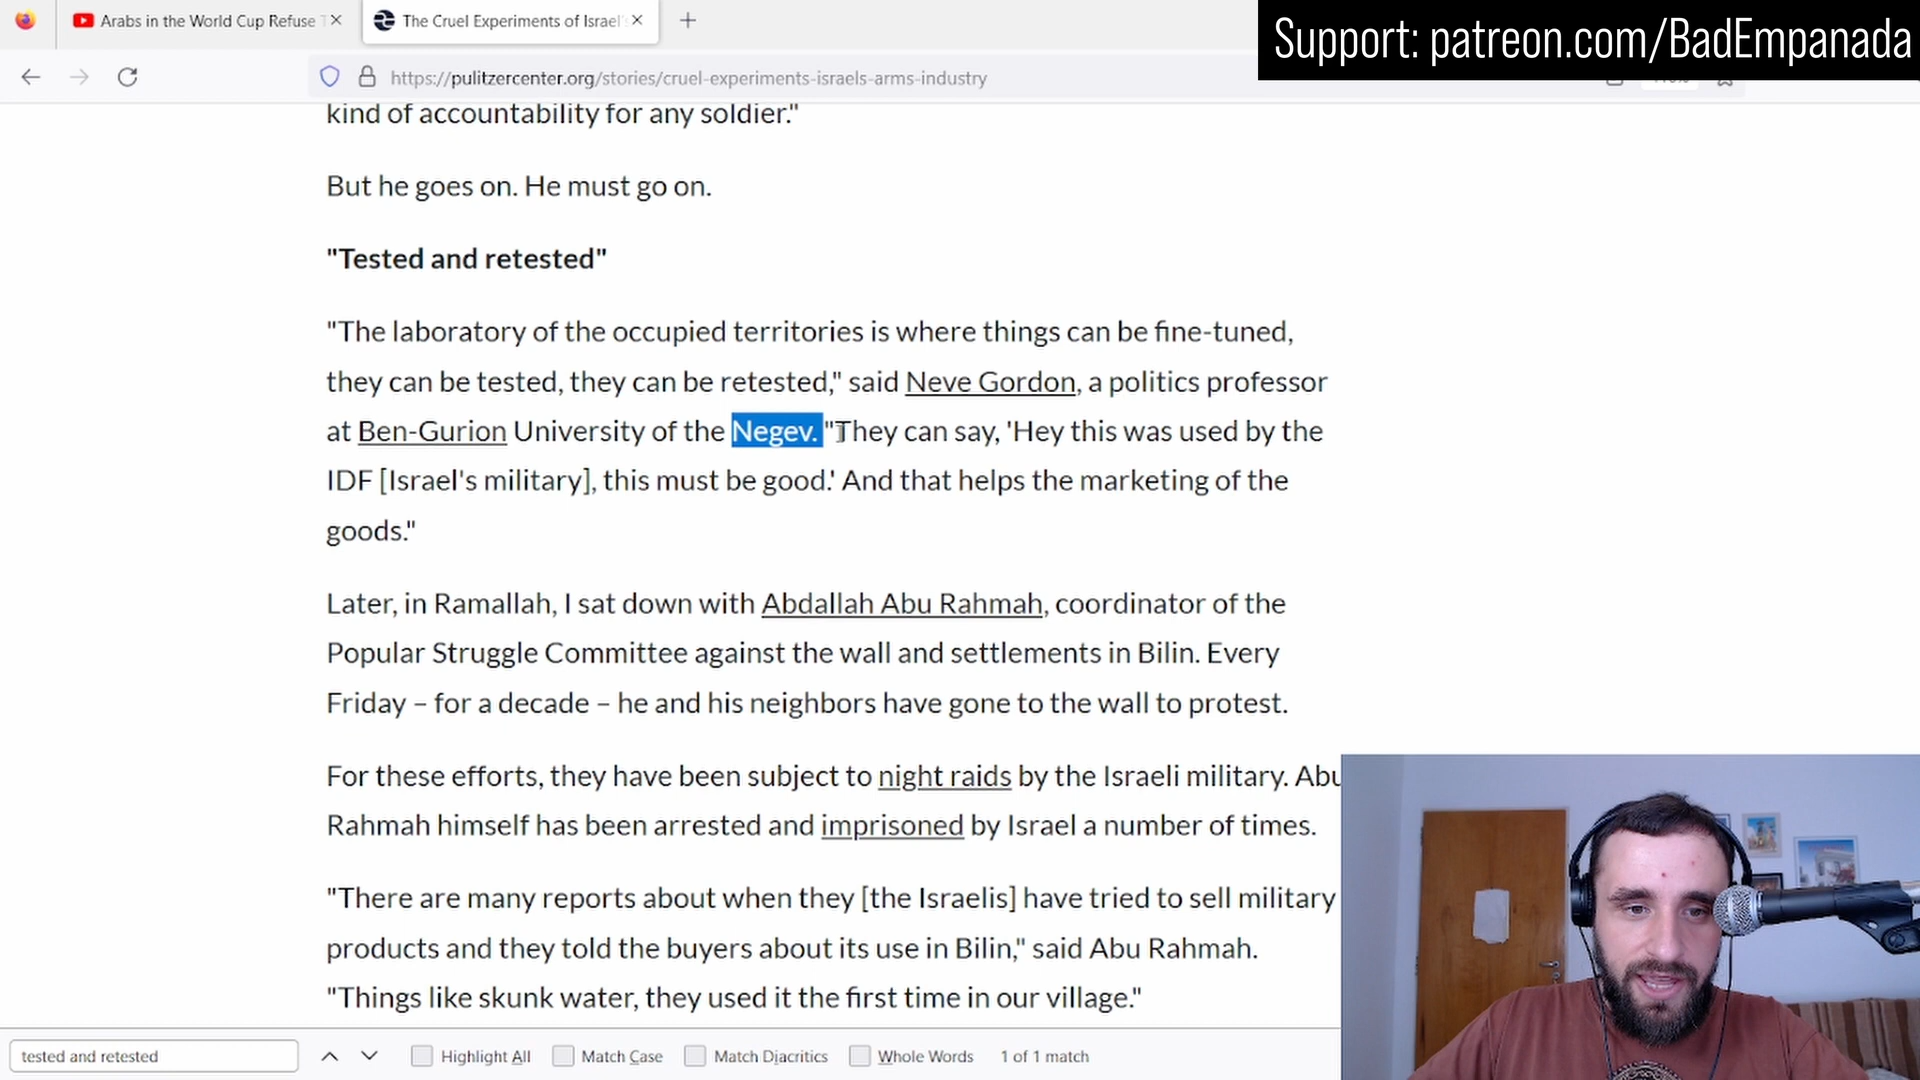 Arabs in the World Cup Refuse T
The Cruel Experiments of Israel's
Support: patreon.com/BadEmpanada
https://pulitzercenter.org/stories/cruel-experiments-israels-arms-industry
kind of accountability for any soldier."
But he goes on. He must go on.
"Tested and retested"
"The laboratory of the occupied territories is where things can be fine-tuned,
they can be tested, they can be retested," said Neve Gordon, a politics professor
at Ben-Gurion University of the Negev. "They can say, 'Hey this was used by the
IDF [Israel's military], this must be good.' And that helps the marketing of the
goods."
Later, in Ramallah, I sat down with Abdallah Abu Rahmah, coordinator of the
Popular Struggle Committee against the wall and settlements in Bilin. Every
Friday – for a decade – he and his neighbors have gone to the wall to protest.
For these efforts, they have been subject to night raids by the Israeli military. Abu
Rahmah himself has been arrested and imprisoned by Israel a number of times.
"There are many reports about when they [the Israelis] have tried to sell military
products and they told the buyers about its use in Bilin," said Abu Rahmah.
"Things like skunk water, they used it the first time in our village."
tested and retested
Highlight All
Match Case
Match Diacritics
Whole Words
1 of 1 match